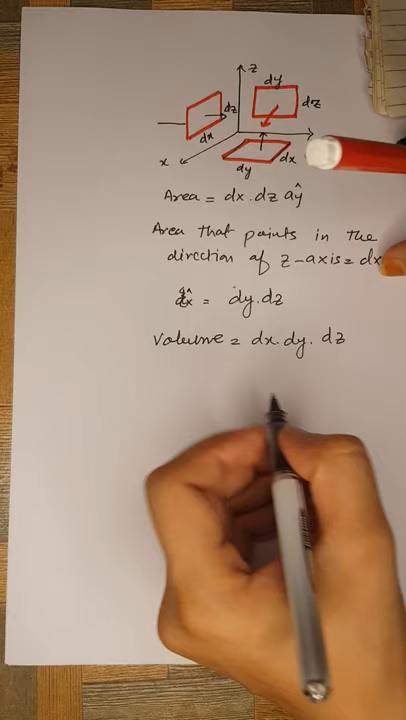 z
dy
dz
dz
dx
x
dx
dy
Area = dx.dz aŷ
Area that points in the
direction of z-axis = dx
= dy.dz
Volume = dx.dy. dz